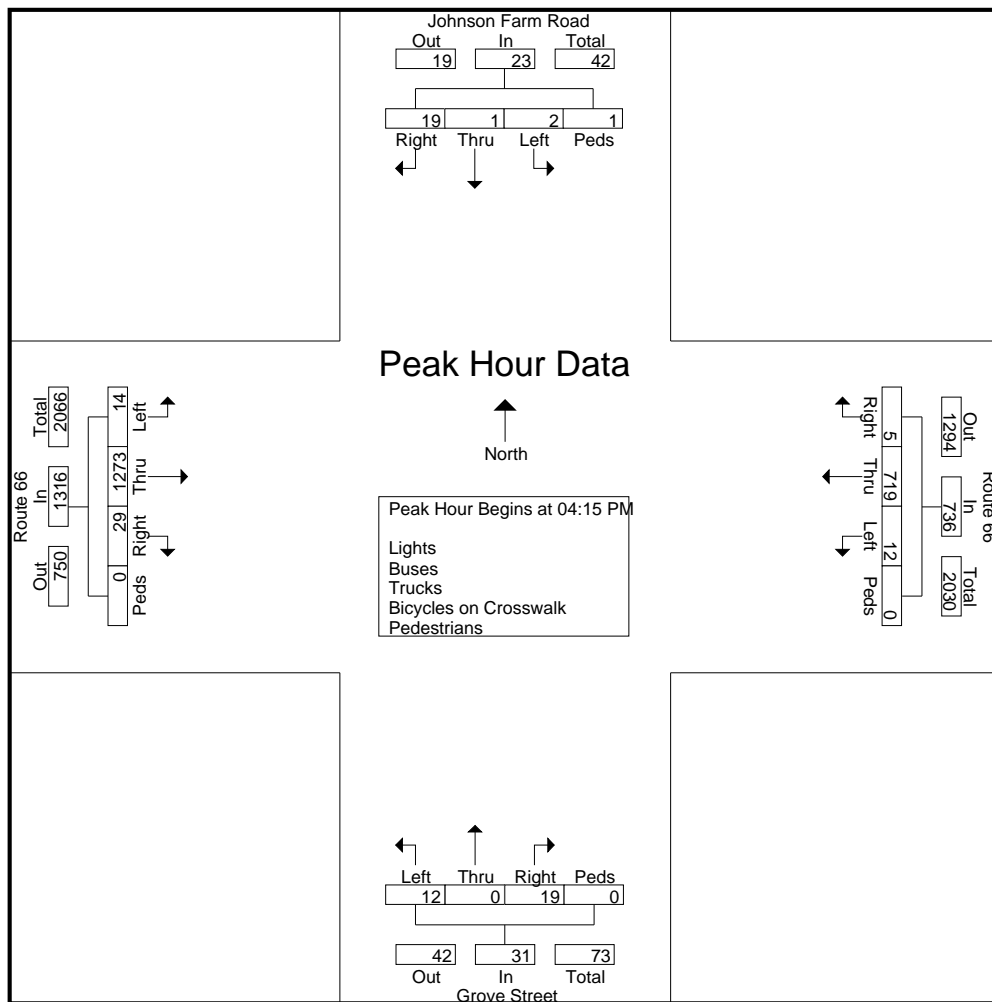 Johnson Farm Road
Out In Total
19 23 42
19 1 2 1
Right Thru Left Peds
Peak Hour Data
North
Peak Hour Begins at 04:15 PM
Lights
Buses
Trucks
Bicycles on Crosswalk
Pedestrians
Route 66
Total In Out
2066 1316 750
14 1273 29 0
Left Thru Right Peds
Route 66
Out In Total
1294 736 2030
5 719 12 0
Right Thru Left Peds
Left Thru Right Peds
12 0 19 0
42 31 73
Out In Total
Grove Street